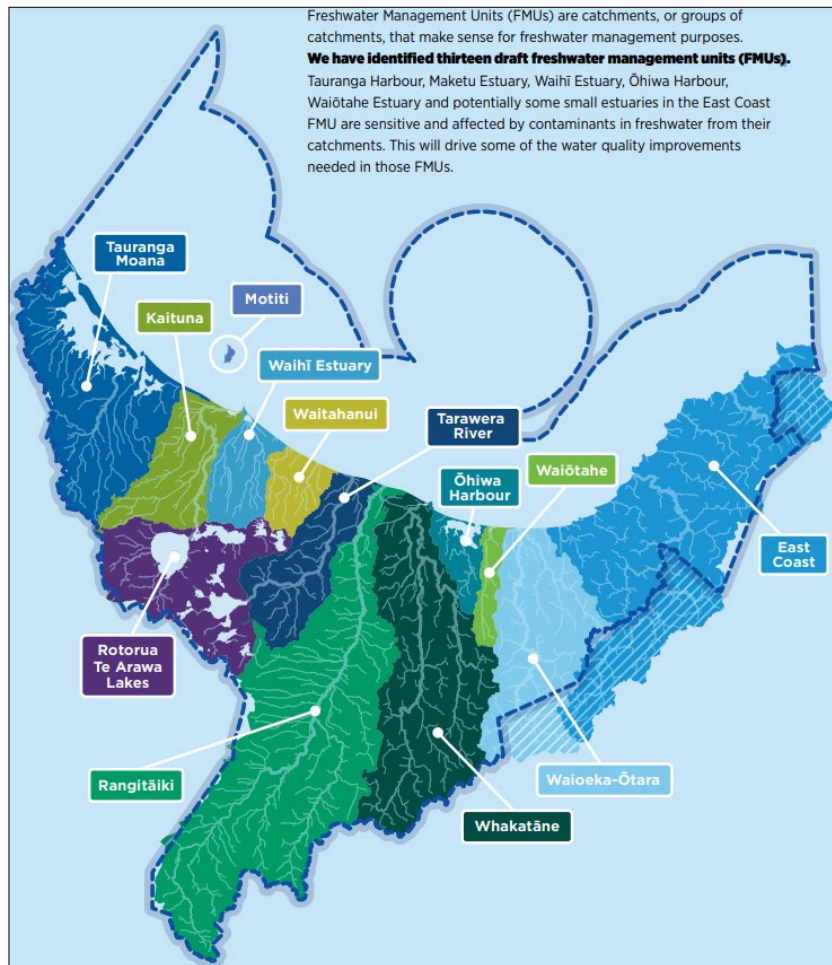 Freshwater Management Units (FMUs) are catchments, or groups of
catchments, that make sense for freshwater management purposes.
We have identified thirteen draft freshwater management units (FMUs).
Tauranga Harbour, Maketu Estuary, Waihī Estuary, Ōhiwa Harbour,
Waiōtahe Estuary and potentially some small estuaries in the East Coast
FMU are sensitive and affected by contaminants in freshwater from their
catchments. This will drive some of the water quality improvements
needed in those FMUs.
Tauranga
Moana
Kaituna
Motiti
Waihī Estuary
Waitahanui
Tarawera
River
Ōhiwa
Harbour
Waiōtahe
East
Coast
Rotorua
Te Arawa
Lakes
Rangitāiki
Waioeka-Ōtara
Whakatāne